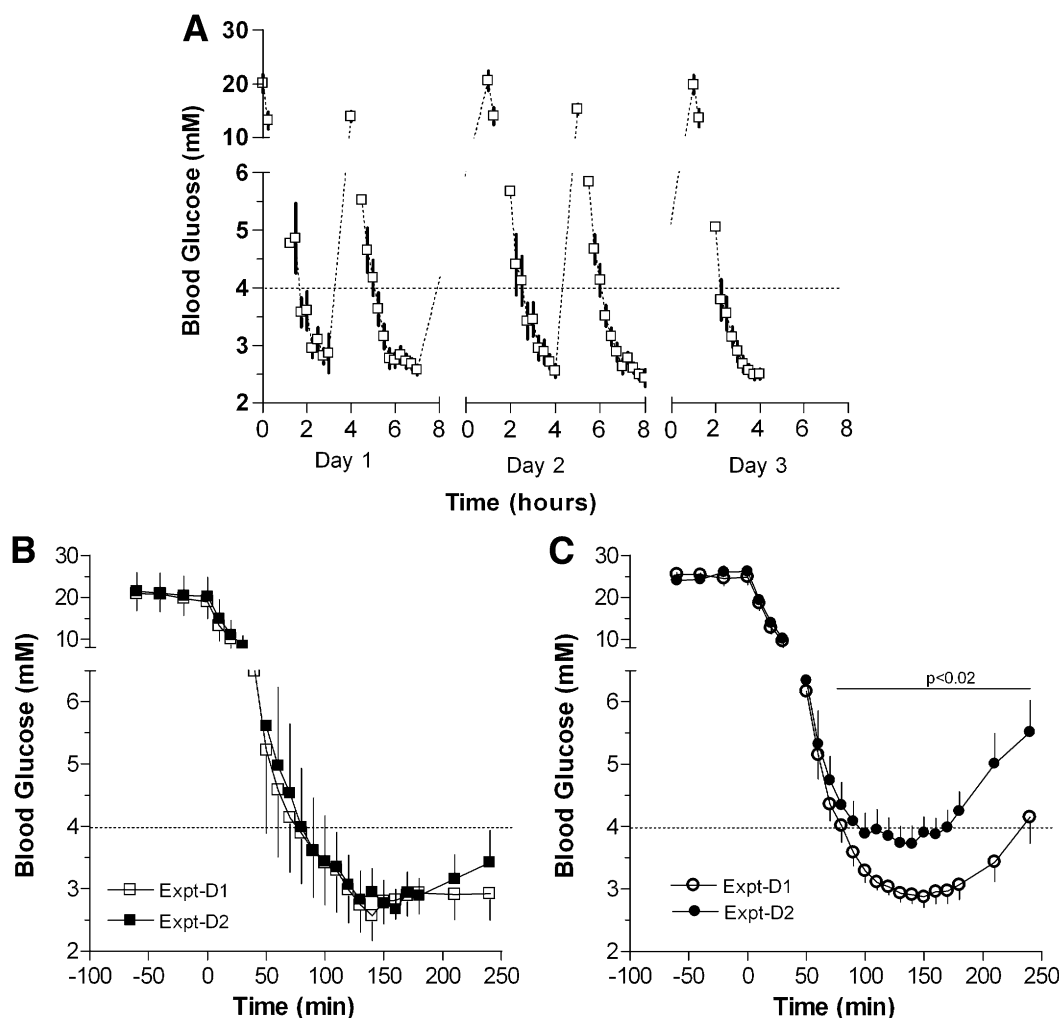 A
Blood Glucose (mM)
30
20
10
6
5
4
3
2
0 2 4 6 8 0 2 4 6 8 0 2 4 6 8
Day 1 Day 2 Day 3
Time (hours)
B
Blood Glucose (mM)
30
20
10
6
5
4
3
2
Expt-D1
Expt-D2
-100 -50 0 50 100 150 200 250
Time (min)
C
Blood Glucose (mM)
30
20
10
6
5
4
3
2
p<0.02
Expt-D1
Expt-D2
-100 -50 0 50 100 150 200 250
Time (min)